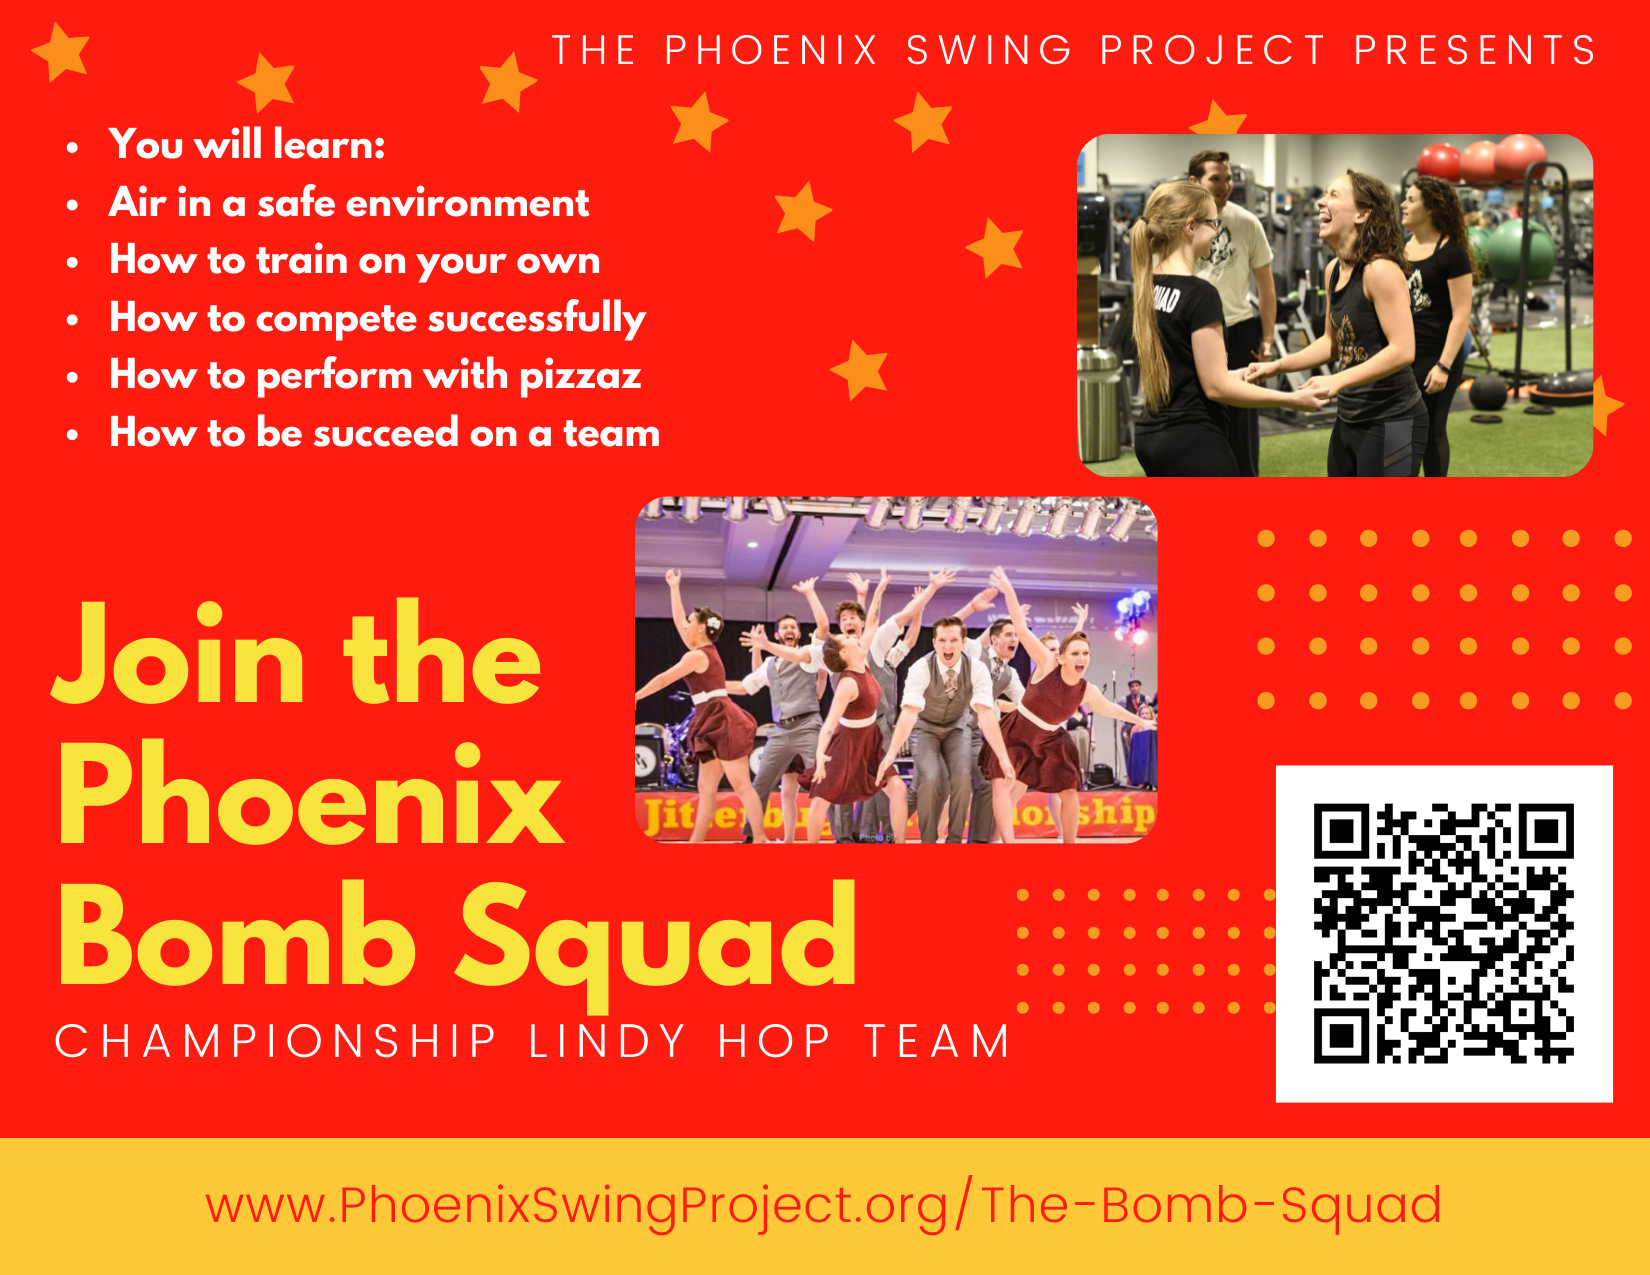 THE PHOENIX SWING PROJECT PRESENTS
• You will learn:
• Air in a safe environment
• How to train on your own
• How to compete successfully
• How to perform with pizzaz
• How to be succeed on a team
Join the
Phoenix
Bomb Squad
CHAMPIONSHIP LINDY HOP TEAM
www.PhoenixSwingProject.org/The-Bomb-Squad